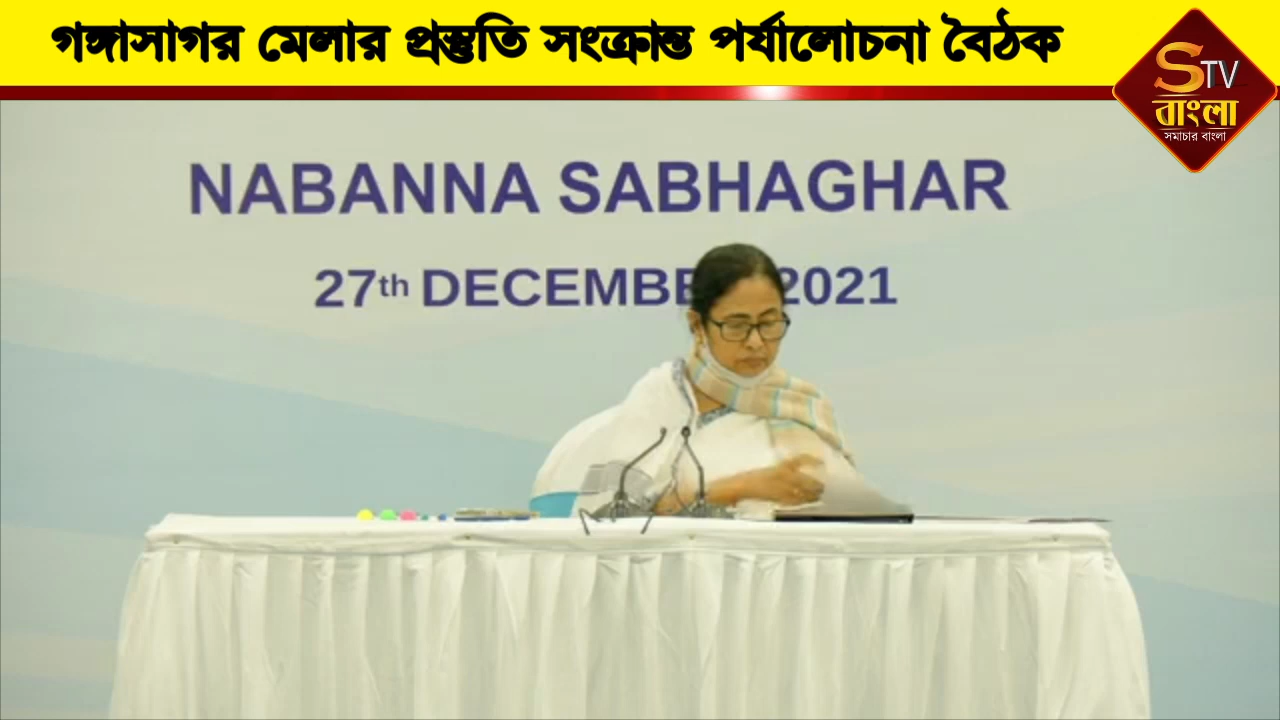 গঙ্গাসাগর মেলার প্রস্তুতি সংক্রান্ত পর্যালোচনা বৈঠক
STV
বাংলা
সমাচার বাংলা
NABANNA SABHAGHAR
27th DECEMBE 2021